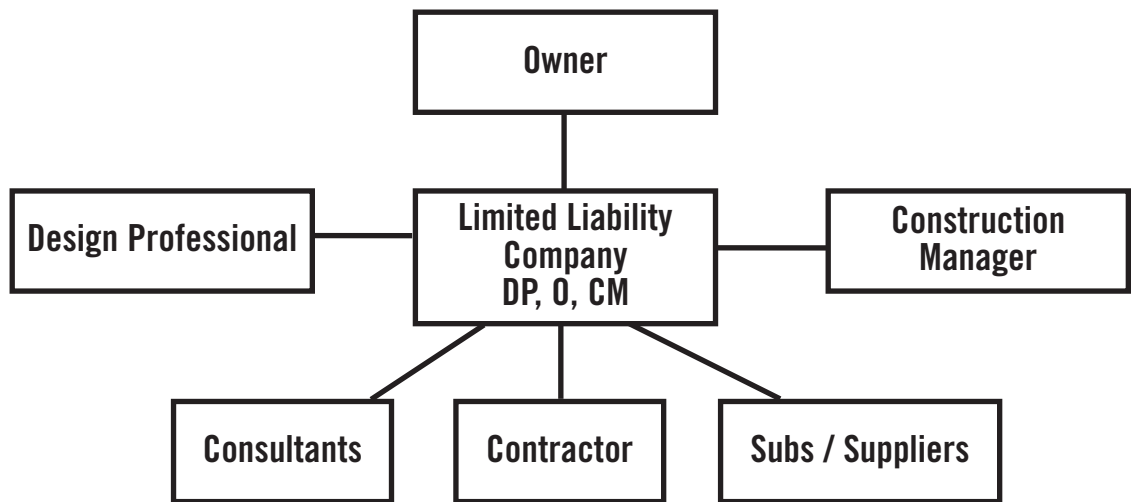 Owner
Design Professional
Limited Liability
Company
DP, O, CM
Construction
Manager
Consultants
Contractor
Subs / Suppliers